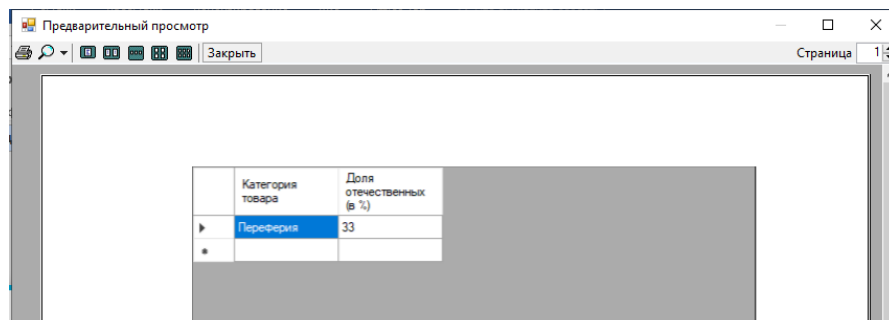 Предварительный просмотр
Закрыть
Страница 1
Категория товара
Доля отечественных (в %)
Переферия 33